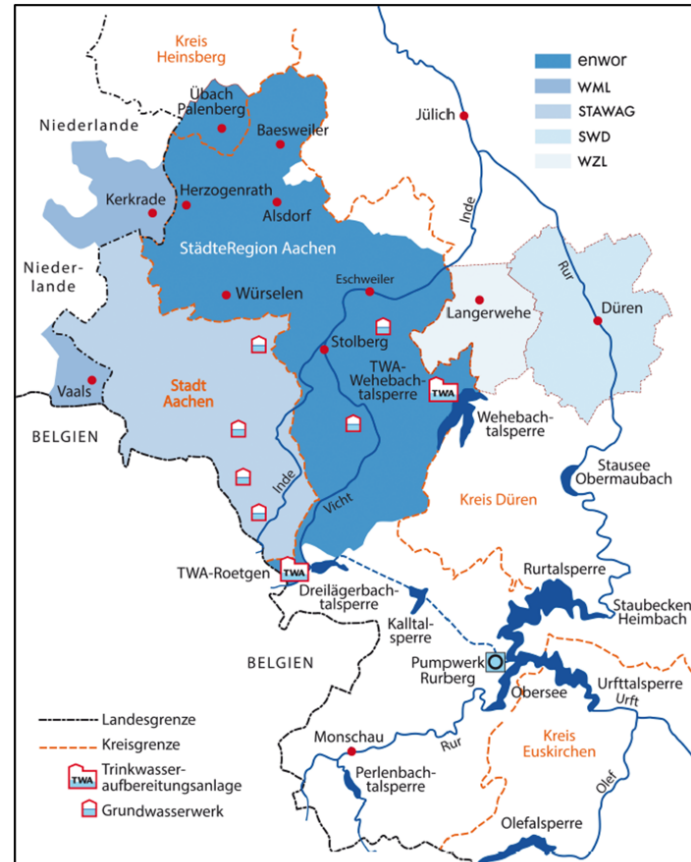 Kreis
Heinsberg
enwor
WML
STAWAG
SWD
WZL
Übach
Palenberg
Jülich
Niederlande
Baesweiler
Kerkrade
Herzogenrath
Alsdorf
Inde
StädteRegion Aachen
Nieder-
lande
Eschweiler
Rur
Würselen
Langerwehe
Düren
Stolberg
TWA-
Wehebach-
talsperre
TWA
Vaals
Stadt
Aachen
Wehebach-
talsperre
BELGIEN
Stausee
Obermaubach
Inde
Vicht
Kreis Düren
TWA-Roetgen
TWA
Dreilägerbach-
talsperre
Rurtalsperre
Kalltal-
sperre
Staubecken
Heimbach
BELGIEN
Pumpwerk
Rurberg
Obersee
Urfttalsperre
Urft
Landesgrenze
Kreisgrenze
Trinkwasser-
aufbereitungsanlage
TWA
Grundwasserwerk
Monschau
Rur
Kreis
Euskirchen
Perlenbach-
talsperre
Olef
Olefalsperre